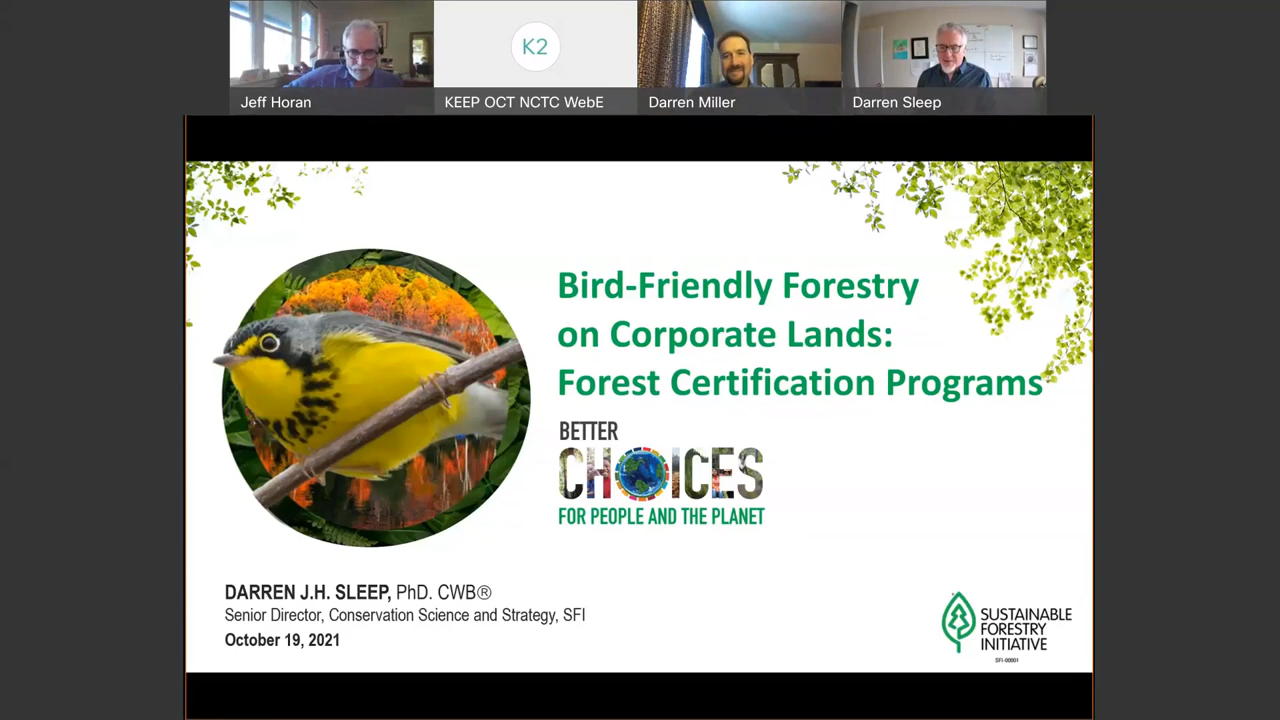 K2
Jeff Horan
KEEP OCT NCTC WebE
Darren Miller
Darren Sleep
Bird-Friendly Forestry
on Corporate Lands:
Forest Certification Programs
BETTER
CHOICES
FOR PEOPLE AND THE PLANET
DARREN J.H. SLEEP, PhD. CWB®
Senior Director, Conservation Science and Strategy, SFI
October 19, 2021
SUSTAINABLE
FORESTRY
INITIATIVE
SFI-00001